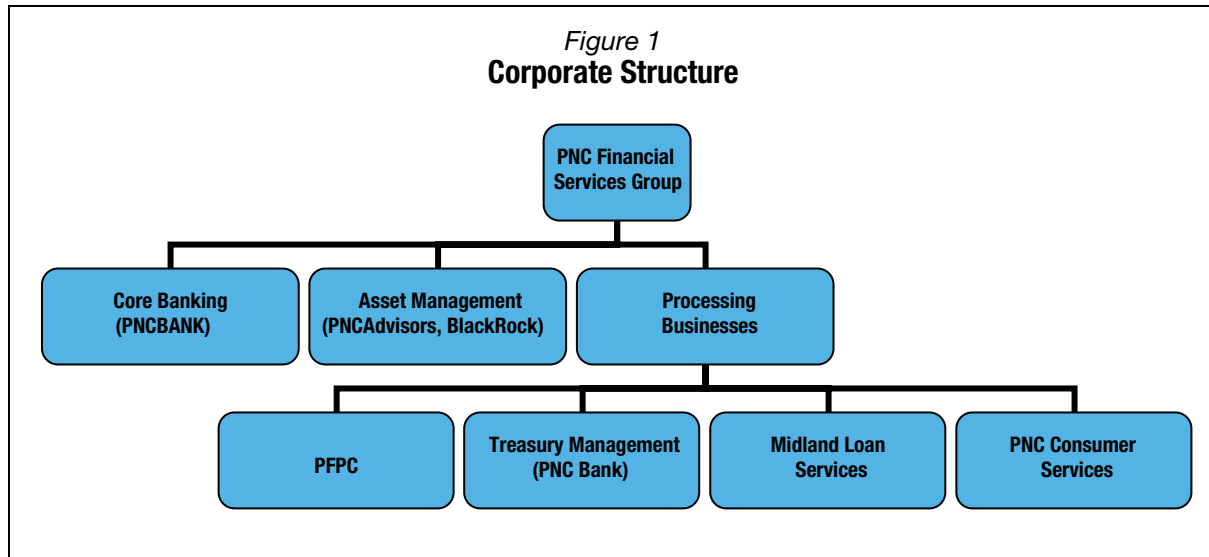 Figure 1
Corporate Structure
PNC Financial
Services Group
Core Banking
(PNCBANK)
Asset Management
(PNCAdvisors, BlackRock)
Processing
Businesses
PFPC
Treasury Management
(PNC Bank)
Midland Loan
Services
PNC Consumer
Services